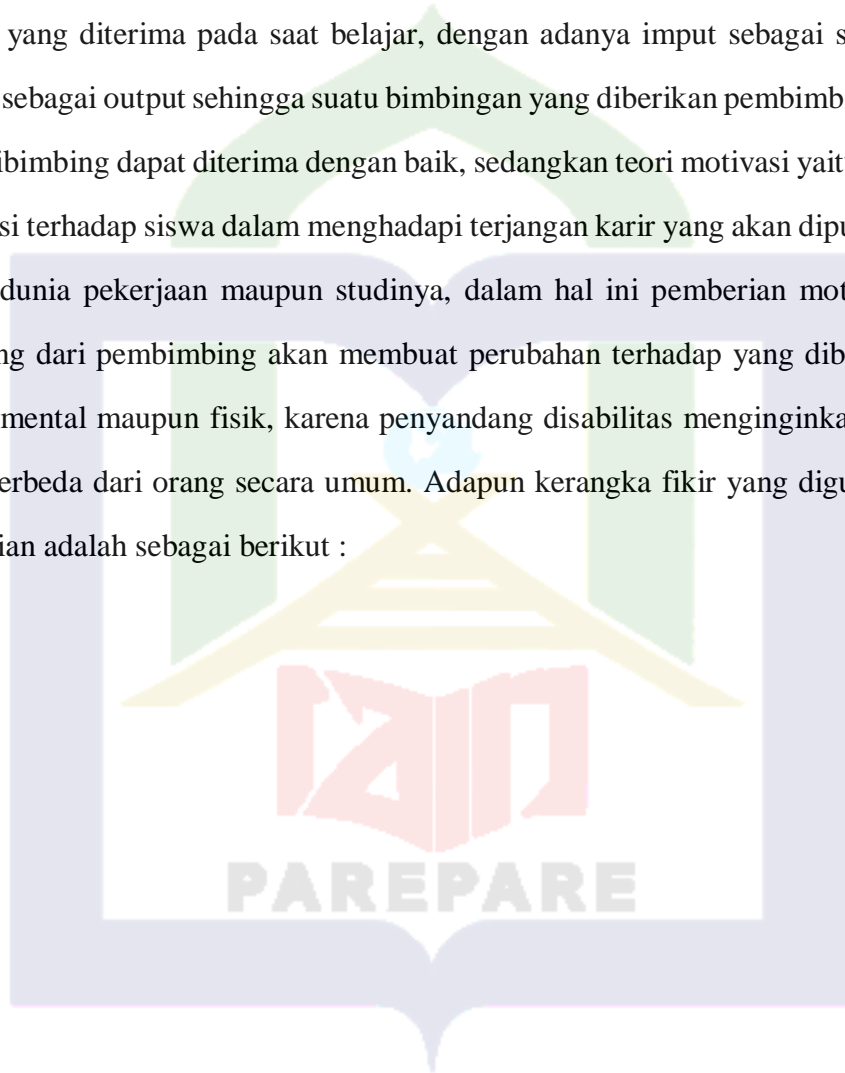 yang diterima pada saat belajar, dengan adanya imput sebagai s
sebagai output sehingga suatu bimbingan yang diberikan pembimb
ibimbing dapat diterima dengan baik, sedangkan teori motivasi yait
si terhadap siswa dalam menghadapi terjangan karir yang akan dipu
dunia pekerjaan maupun studinya, dalam hal ini pemberian mot
ng dari pembimbing akan membuat perubahan terhadap yang dib
mental maupun fisik, karena penyandang disabilitas menginginka
erbeda dari orang secara umum. Adapun kerangka fikir yang digu
ian adalah sebagai berikut :
iain
PAREPARE